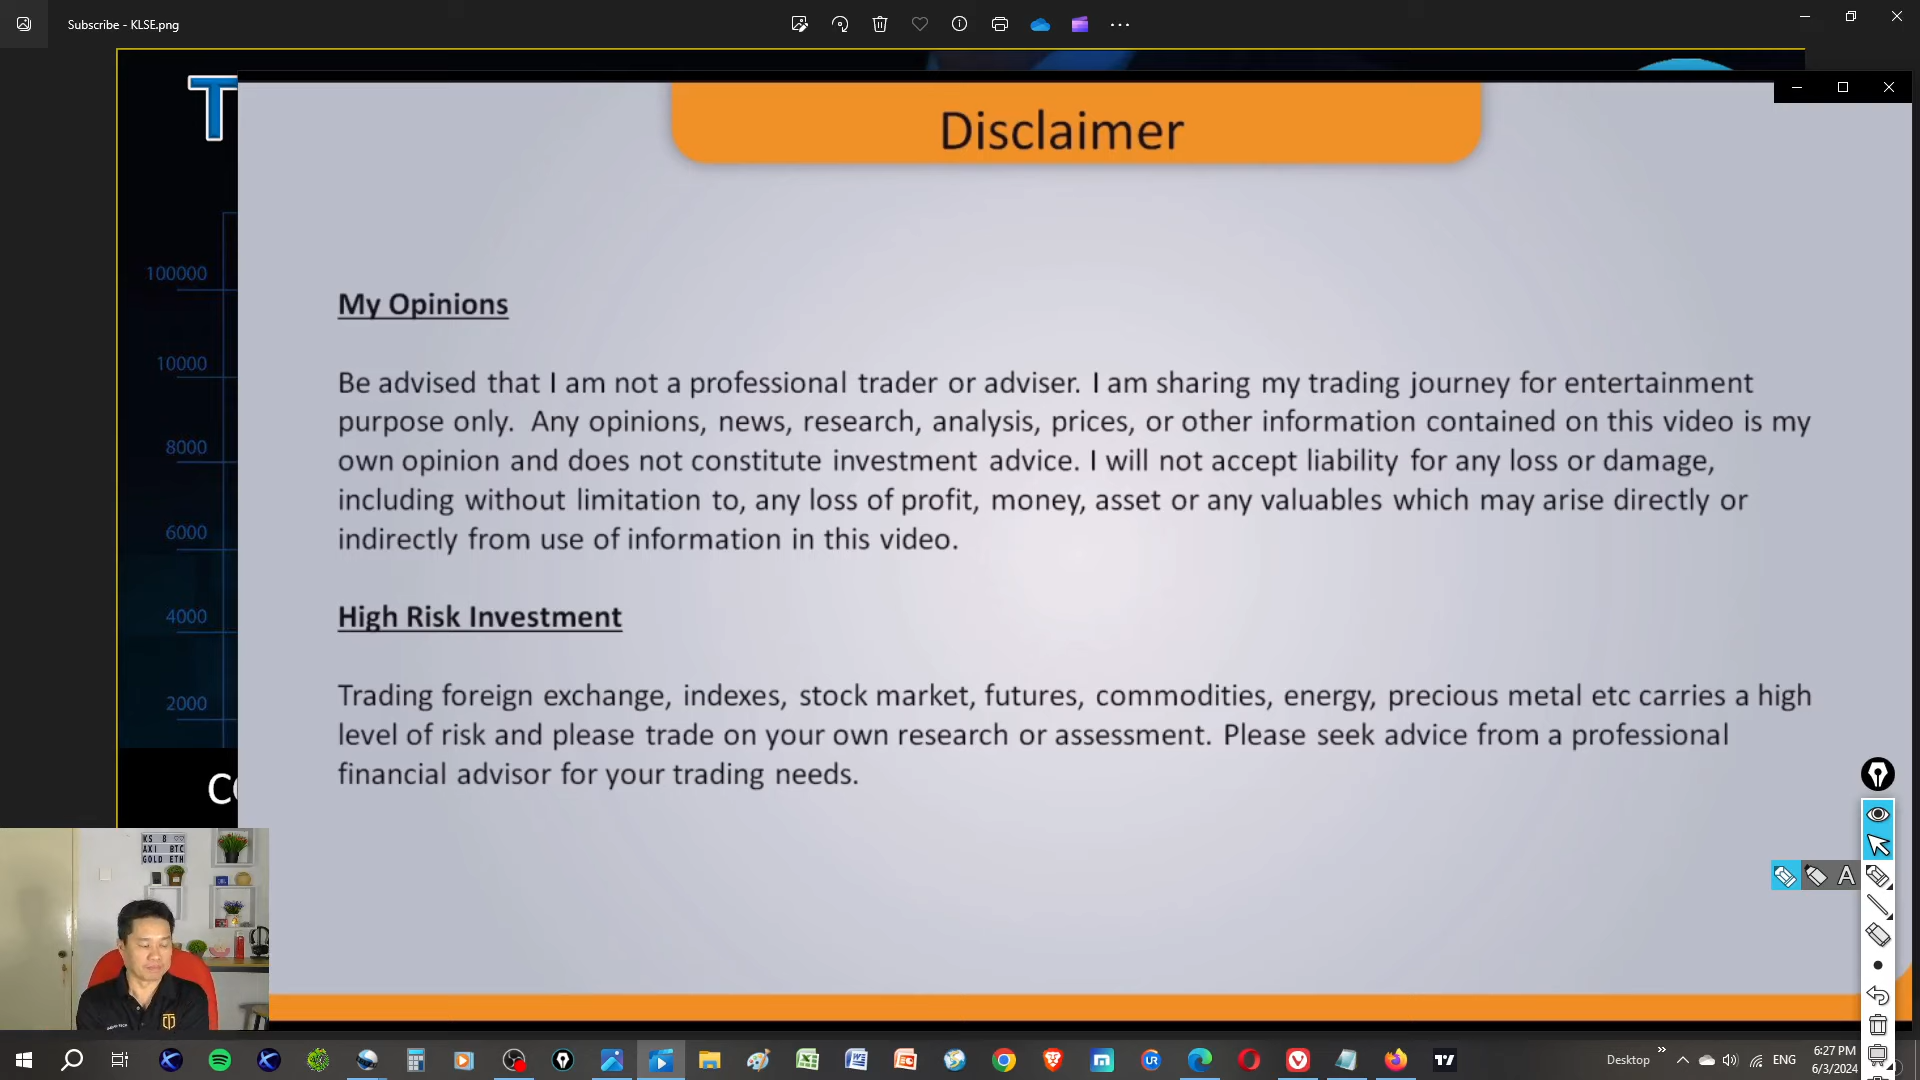 Subscribe - KLSE.png
T
Disclaimer
100000
10000
8000
6000
4000
2000
My Opinions
Be advised that I am not a professional trader or adviser. I am sharing my trading journey for entertainment
purpose only. Any opinions, news, research, analysis, prices, or other information contained on this video is my
own opinion and does not constitute investment advice. I will not accept liability for any loss or damage,
including without limitation to, any loss of profit, money, asset or any valuables which may arise directly or
indirectly from use of information in this video.
High Risk Investment
Trading foreign exchange, indexes, stock market, futures, commodities, energy, precious metal etc carries a high
level of risk and please trade on your own research or assessment. Please seek advice from a professional
financial advisor for your trading needs.
A
KS B
AXI BTC
GOLD ETH
Desktop
ENG
6:27 PM
6/3/2024